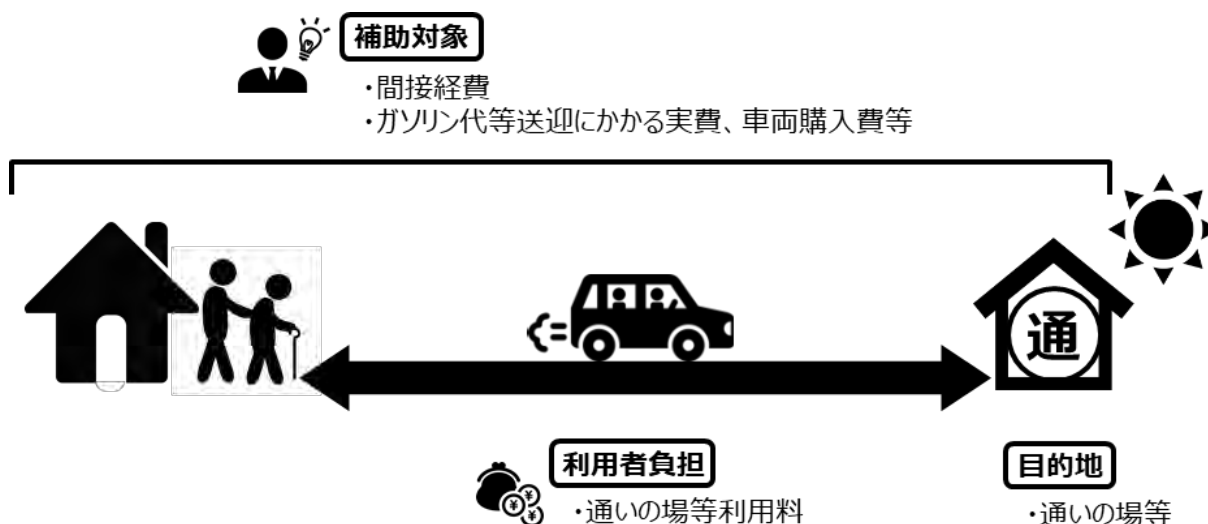 補助対象
・間接経費
・ガソリン代等送迎にかかる実費、車両購入費等
通
利用者負担
・通いの場等利用料
目的地
・通いの場等
¥
¥
¥